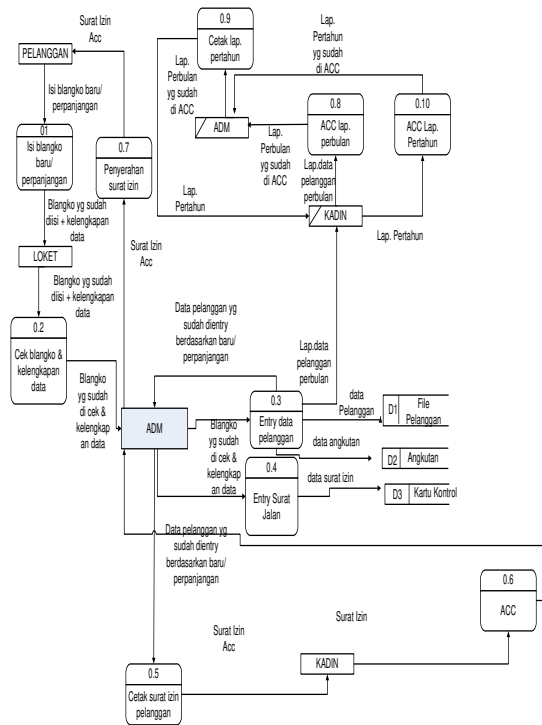 Surat Izin
Acc
PELANGGAN
Isi blangko baru/
perpanjangan
01
Isi blangko
baru/
perpanjangan
Blangko yg sudah
diisi + kelengkapan
data
LOKET
Blangko yg sudah
diisi + kelengkapan
data
0.2
Cek blangko &
kelengkapan
data
Blangko
yg sudah
di cek &
kelengkap
an data
0.7
Penyerahan
surat izin
Surat Izin
Acc
0.9
Cetak lap.
pertahun
Lap.
Perbulan
yg sudah
di ACC
Lap.
Pertahun
yg sudah
di ACC
ADM
0.8
ACC lap.
perbulan
0.10
ACC Lap.
Pertahun
Lap.
Perbulan
yg sudah
di ACC
Lap.data
pelanggan
perbulan
Lap.
Pertahun
KADIN
Lap. Pertahun
Data pelanggan yg
sudah dientry
berdasarkan baru/
perpanjangan
Lap.data
pelanggan
perbulan
ADM
0.3
Entry data
pelanggan
data
Pelanggan
D1
File
Pelanggan
Blangko
yg sudah
di cek &
kelengkap
an data
data angkutan
D2
Angkutan
0.4
Entry Surat
Jalan
data surat izin
D3
Kartu Kontrol
Data pelanggan yg
sudah dientry
berdasarkan baru/
perpanjangan
0.6
ACC
Surat Izin
Surat Izin
Acc
KADIN
0.5
Cetak surat izin
pelanggan